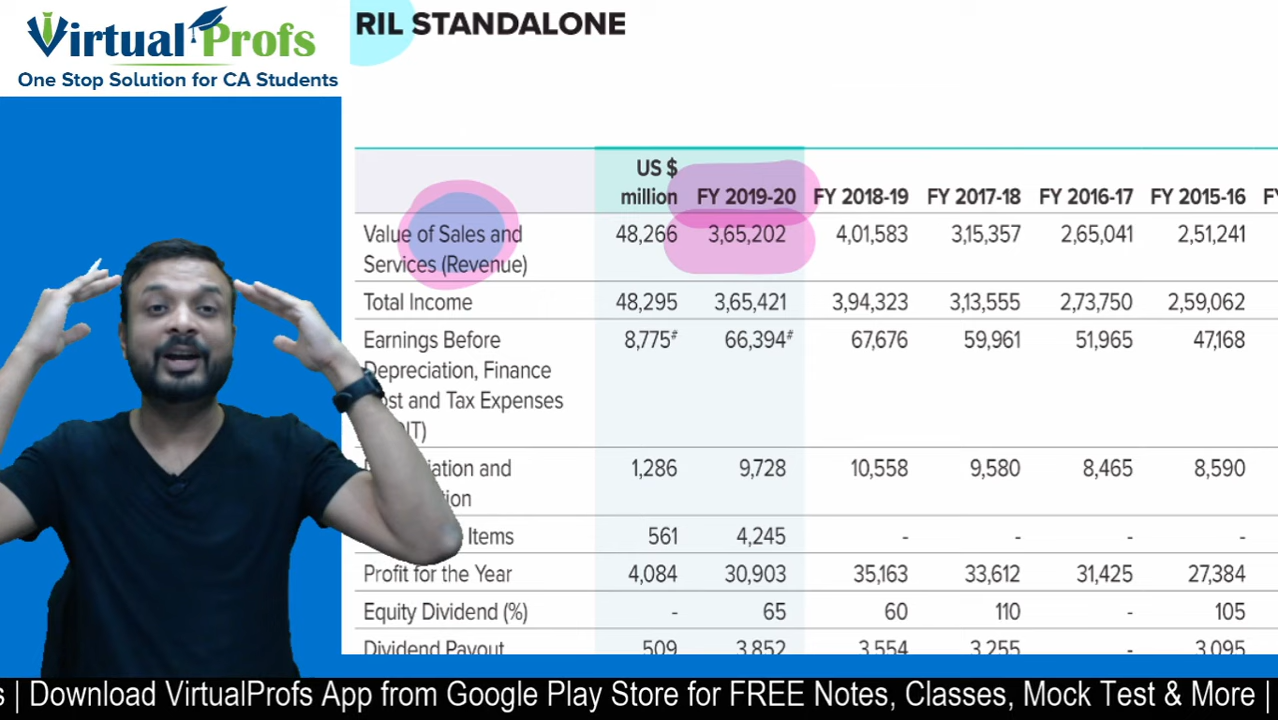 Virtual Profs
One Stop Solution for CA Students
RIL STANDALONE
US $ million FY 2019-20 FY 2018-19 FY 2017-18 FY 2016-17 FY 2015-16
Value of Sales and Services (Revenue) 48,266 3,65,202 4,01,583 3,15,357 2,65,041 2,51,241
Total Income 48,295 3,65,421 3,94,323 3,13,555 2,73,750 2,59,062
Earnings Before Depreciation, Finance and Tax Expenses 8,775# 66,394# 67,676 59,961 51,965 47,168
and 1,286 9,728 10,558 9,580 8,465 8,590
Items 561 4,245 - - - -
Profit for the Year 4,084 30,903 35,163 33,612 31,425 27,384
Equity Dividend (%) - 65 60 110 - 105
Dividend Payout 509 3,852 3,554 3,255 - 3,095
| Download VirtualProfs App from Google Play Store for FREE Notes, Classes, Mock Test & More |